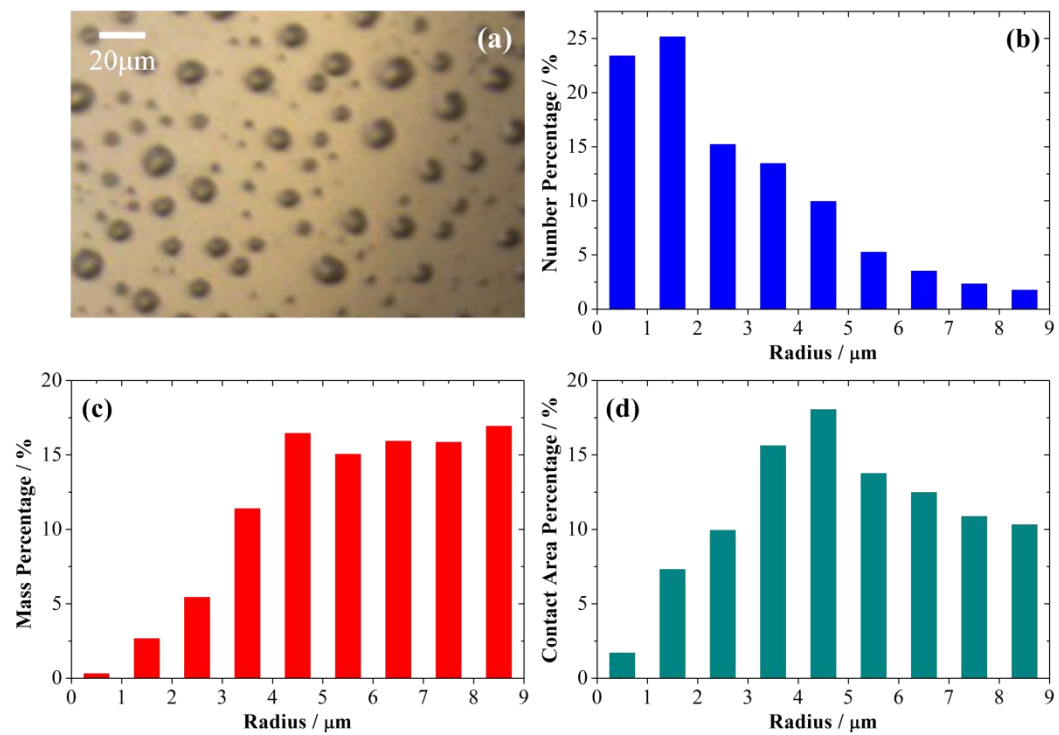 (a)
20μm
(b)
Number Percentage / %
25
20
15
10
5
0
0 1 2 3 4 5 6 7 8 9
Radius / μm
(c)
Mass Percentage / %
20
15
10
5
0
0 1 2 3 4 5 6 7 8 9
Radius / μm
(d)
Contact Area Percentage / %
20
15
10
5
0
0 1 2 3 4 5 6 7 8 9
Radius / μm